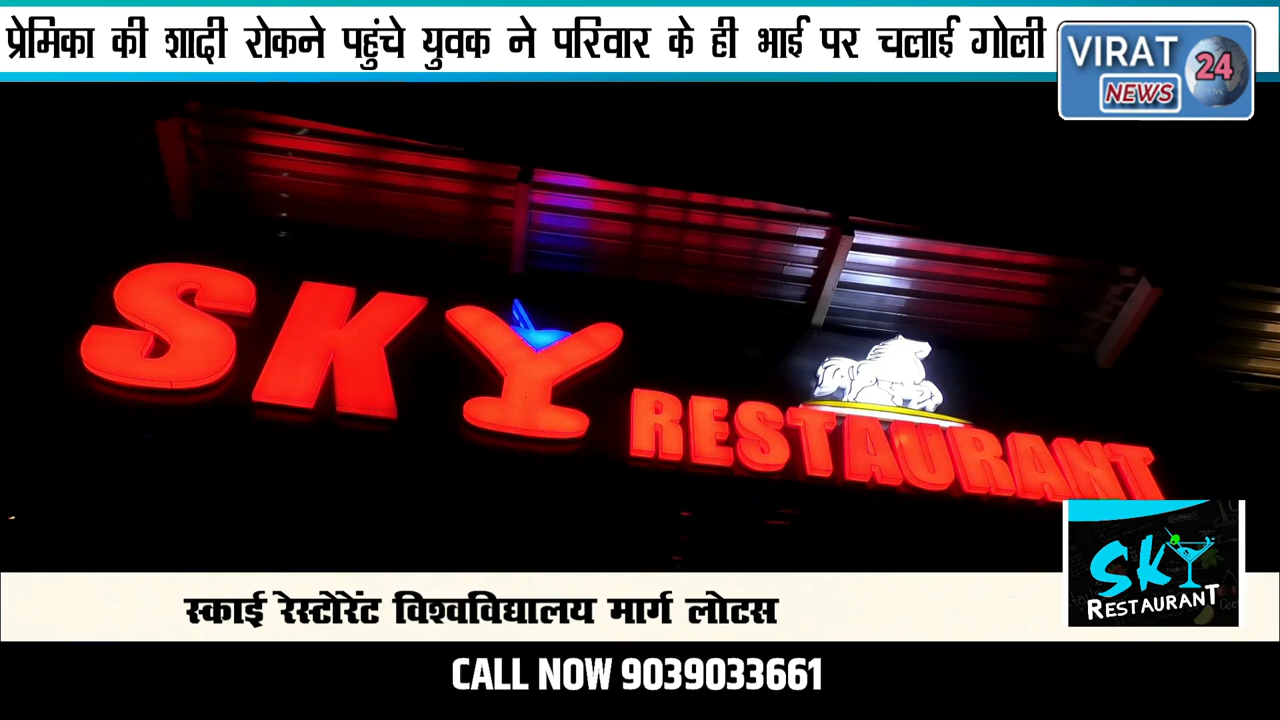 प्रेमिका की शादी रोकने पहुंचे युवक ने परिवार के ही भाई पर चलाई गोली
VIRAT
24
NEWS
SKY RESTAURANT
SKY
RESTAURANT
स्काई रेस्टोरेंट विश्वविद्यालय मार्ग लोटस
CALL NOW 9039033661